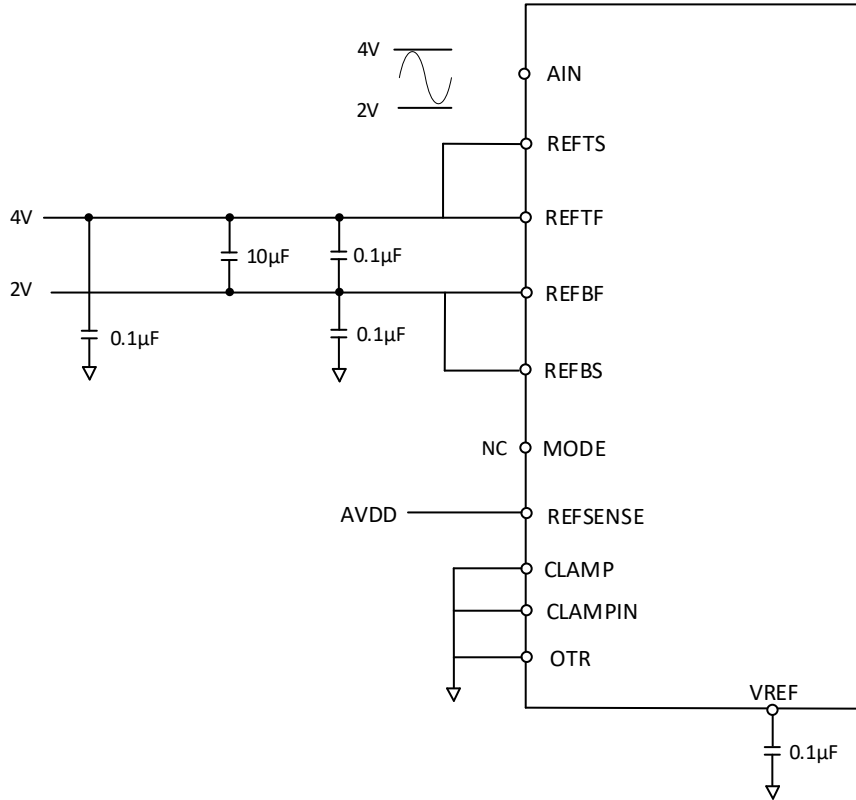 4V
2V
AIN
REFTS
4V
REFTF
10µF
0.1µF
2V
REFBF
0.1µF
0.1µF
REFBS
NC
MODE
AVDD
REFSENSE
CLAMP
CLAMPIN
OTR
VREF
0.1µF